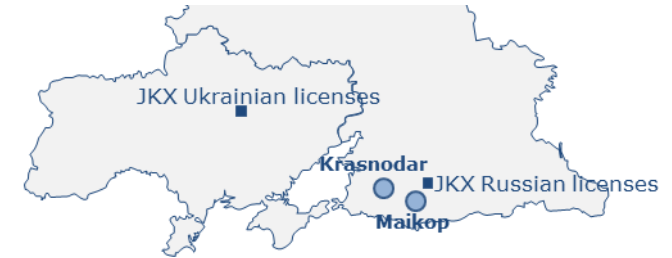 JKX Ukrainian licenses
Krasnodar
JKX Russian licenses
Maikop